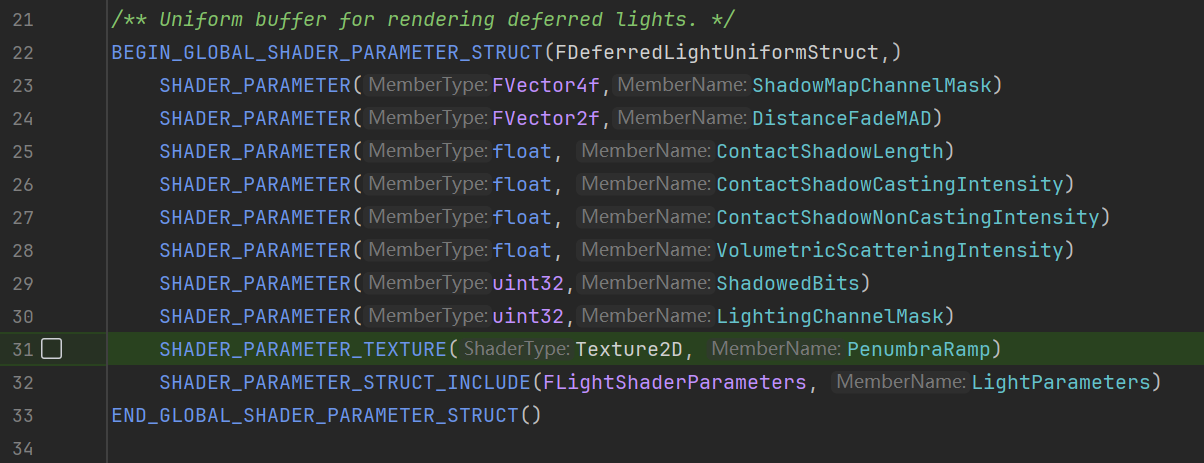 21 /** Uniform buffer for rendering deferred lights. */
22 BEGIN_GLOBAL_SHADER_PARAMETER_STRUCT(FDeferredLightUniformStruct,)
23 SHADER_PARAMETER(MemberType:FVector4f,MemberName:ShadowMapChannelMask)
24 SHADER_PARAMETER(MemberType:FVector2f,MemberName:DistanceFadeMAD)
25 SHADER_PARAMETER(MemberType:float, MemberName:ContactShadowLength)
26 SHADER_PARAMETER(MemberType:float, MemberName:ContactShadowCastingIntensity)
27 SHADER_PARAMETER(MemberType:float, MemberName:ContactShadowNonCastingIntensity)
28 SHADER_PARAMETER(MemberType:float, MemberName:VolumetricScatteringIntensity)
29 SHADER_PARAMETER(MemberType:uint32,MemberName:ShadowedBits)
30 SHADER_PARAMETER(MemberType:uint32,MemberName:LightingChannelMask)
31 SHADER_PARAMETER_TEXTURE(ShaderType:Texture2D, MemberName:PenumbraRamp)
32 SHADER_PARAMETER_STRUCT_INCLUDE(FLightShaderParameters, MemberName:LightParameters)
33 END_GLOBAL_SHADER_PARAMETER_STRUCT()
34